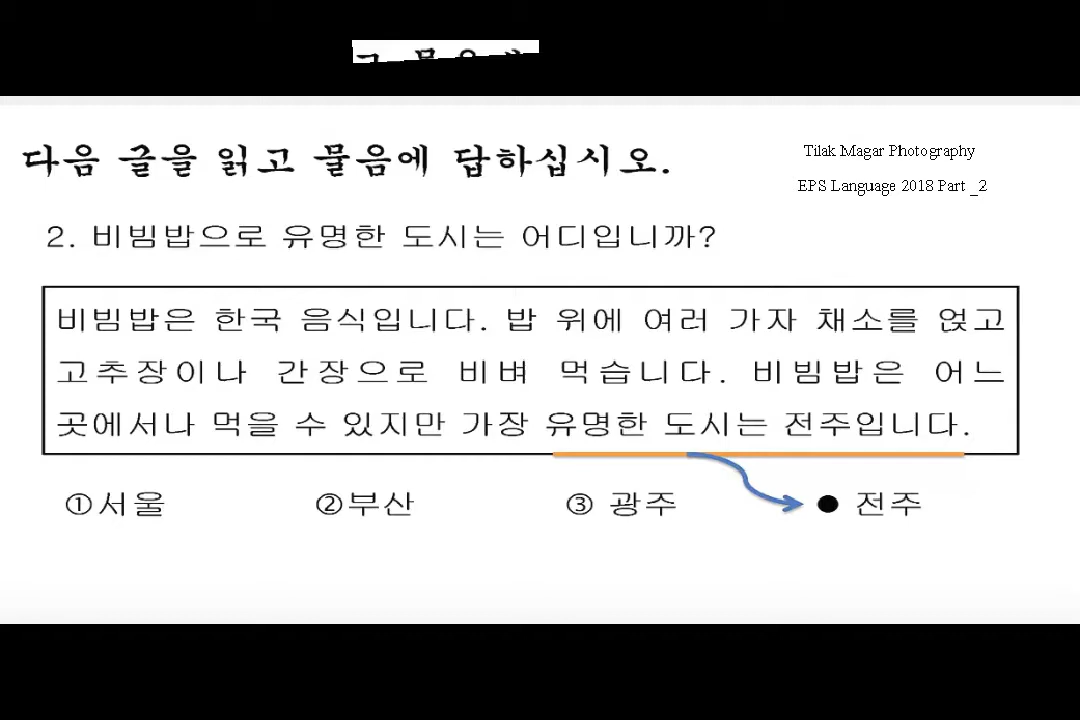 다음 글을 읽고 물음에 답하십시오.
Tilak Magar Photography
EPS Language 2018 Part _2
2. 비빔밥으로 유명한 도시는 어디입니까?
비빔밥은 한국 음식입니다. 밥 위에 여러 가자 채소를 얹고
고추장이나 간장으로 비벼 먹습니다. 비빔밥은 어느
곳에서나 먹을 수 있지만 가장 유명한 도시는 전주입니다.
①서울 ②부산 ③ 광주 ● 전주